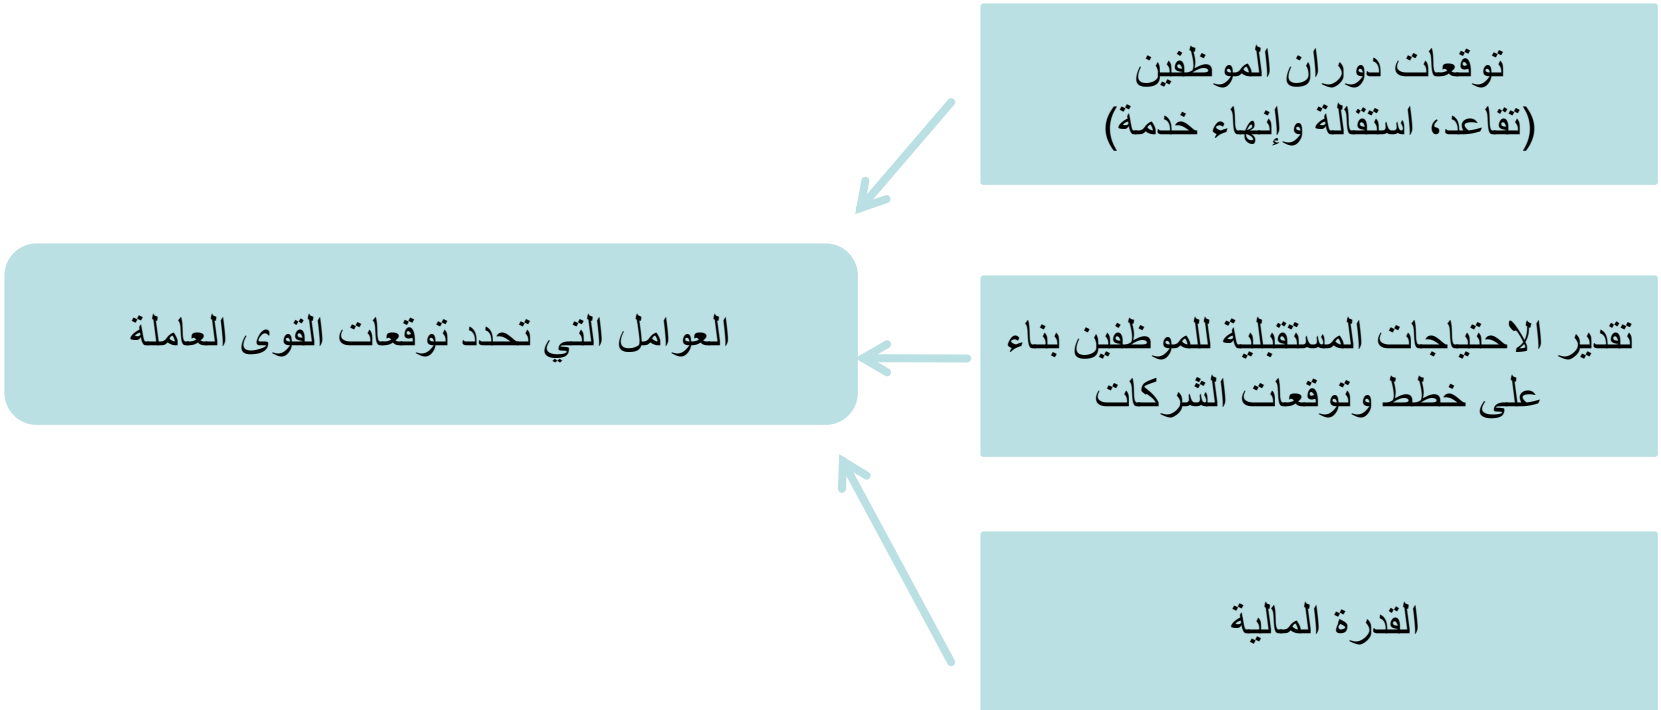 توقعات دوران الموظفين
(تقاعد، استقالة وإنهاء خدمة)
العوامل التي تحدد توقعات القوى العاملة
تقدير الاحتياجات المستقبلية للموظفين بناء
على خطط وتوقعات الشركات
القدرة المالية